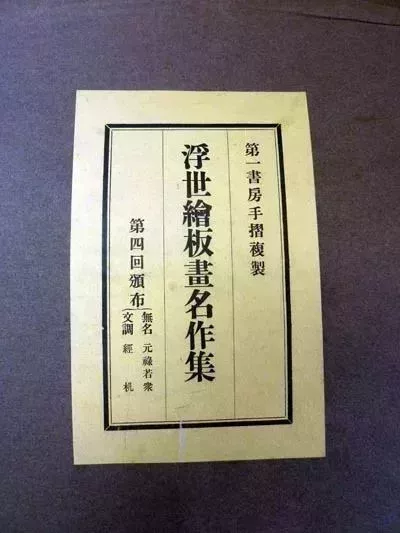 第一書房手摺複製
浮世繪板畫名作集
第四回頒布
無名 元祿若衆
文調 經机